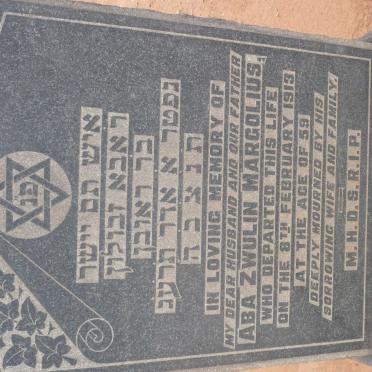 פנ
איש תם וישר
ר אבא זבולון
בר ראובן
נפטר א אדר תרע״ג
ת נ צ ב ה
IN LOVING MEMORY OF
MY DEAR HUSBAND AND OUR FATHER
ABA ZWULIN MARGOLIUS,
WHO DEPARTED THIS LIFE
ON THE 8TH FEBRUARY 1913
AT THE AGE OF 59
DEEPLY MOURNED BY HIS
SORROWING WIFE AND FAMILY.
M.H.D.S.R.I.P.